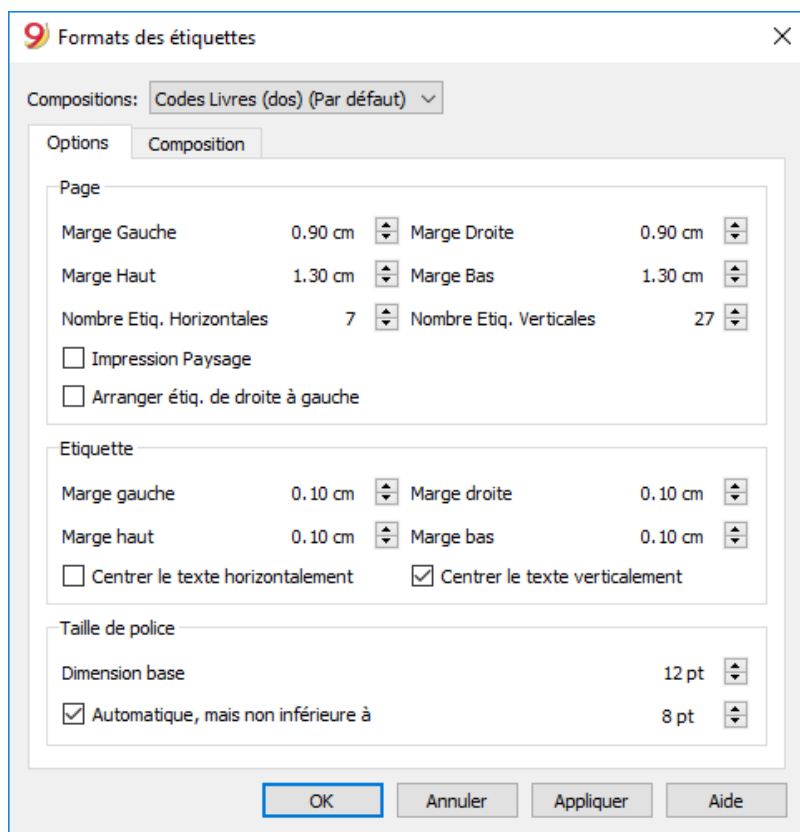 9 Formats des étiquettes
Compositions: Codes Livres (dos) (Par défaut)
Options Composition
Page
Marge Gauche 0.90 cm Marge Droite 0.90 cm
Marge Haut 1.30 cm Marge Bas 1.30 cm
Nombre Etiq. Horizontales 7 Nombre Etiq. Verticales 27
Impression Paysage
Arranger étiq. de droite à gauche
Etiquette
Marge gauche 0.10 cm Marge droite 0.10 cm
Marge haut 0.10 cm Marge bas 0.10 cm
Centrer le texte horizontalement Centrer le texte verticalement
Taille de police
Dimension base 12 pt
Automatique, mais non inférieure à 8 pt
OK Annuler Appliquer Aide